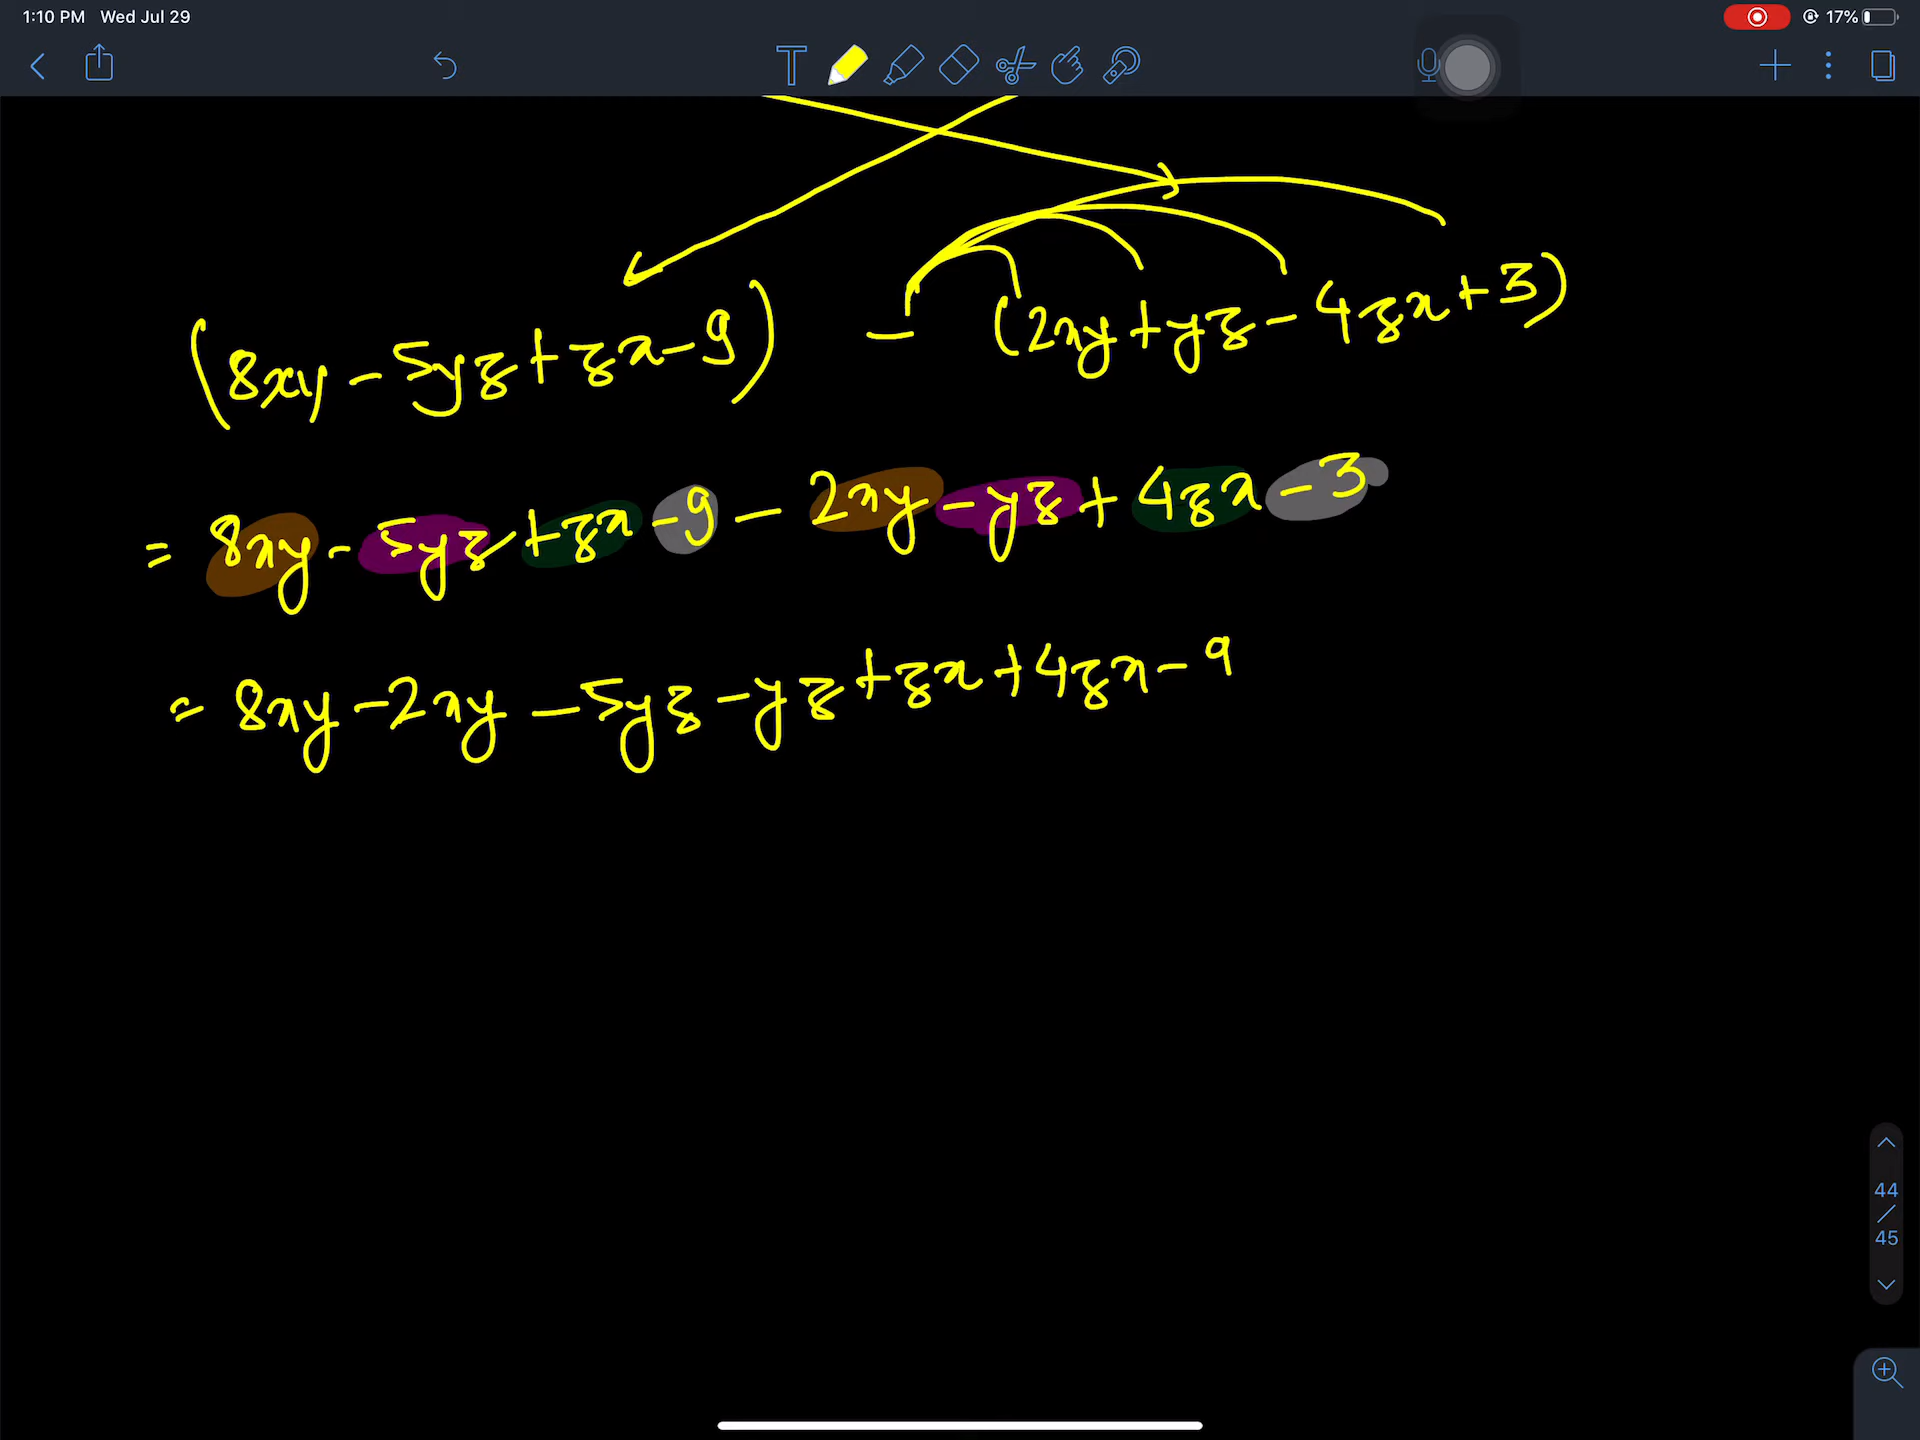 1:10 PM Wed Jul 29
17%
T
(8xy - 5yz + zx - 9) - (2xy + yz - 4zx + 3)
= 8xy - 5yz + zx - 9 - 2xy - yz + 4zx - 3
= 8xy - 2xy - 5yz - yz + zx + 4zx - 9
44
/
45